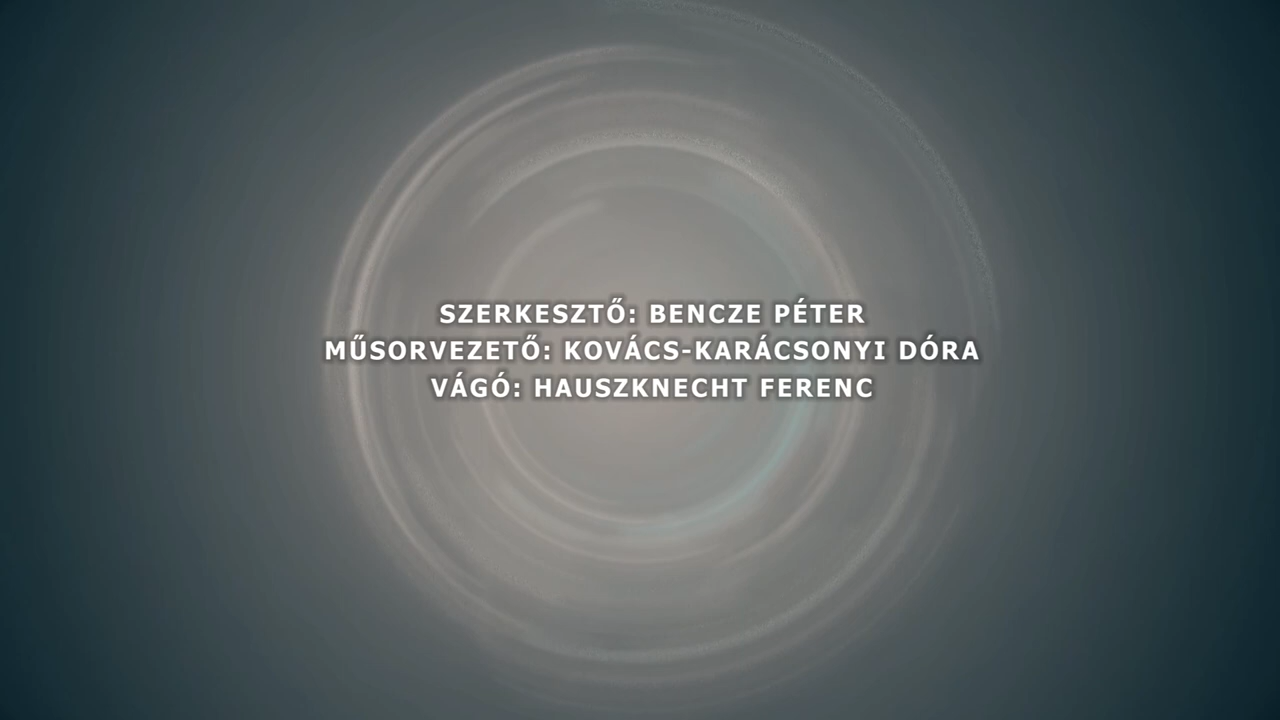 SZERKESZTŐ: BENCZE PÉTER
MŰSORVEZETŐ: KOVÁCS-KARÁCSONYI DÓRA
VÁGÓ: HAUSZKNECHT FERENC